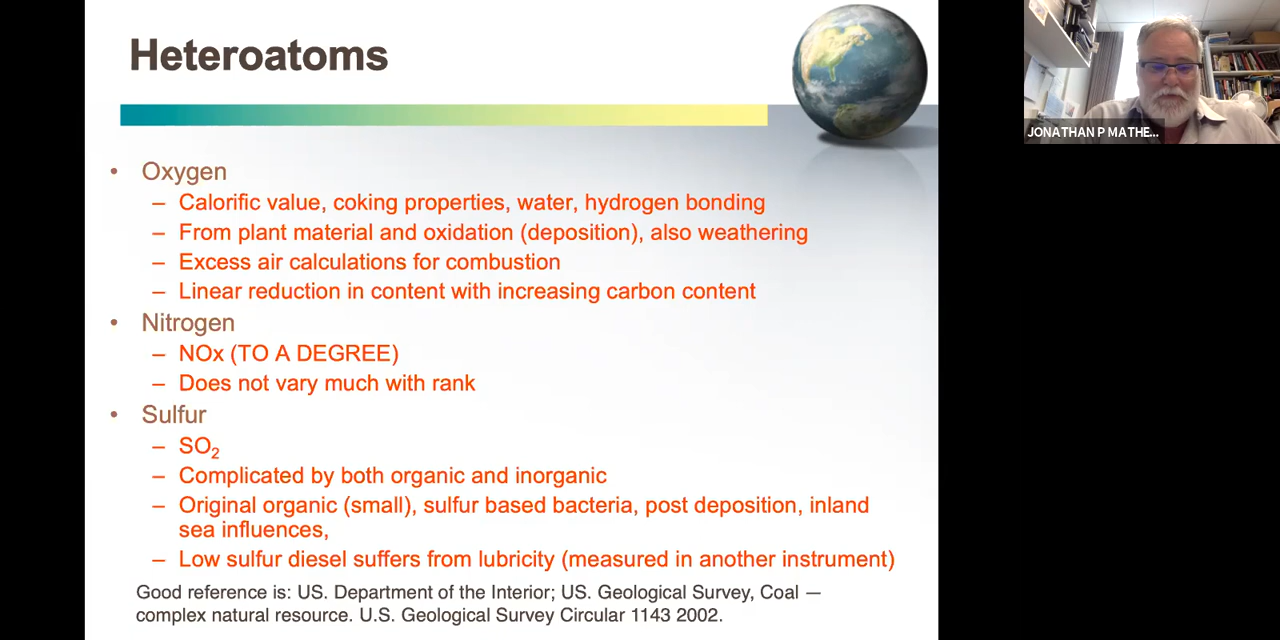 Heteroatoms
JONATHAN P MATHE...
• Oxygen
– Calorific value, coking properties, water, hydrogen bonding
– From plant material and oxidation (deposition), also weathering
– Excess air calculations for combustion
– Linear reduction in content with increasing carbon content
• Nitrogen
– NOx (TO A DEGREE)
– Does not vary much with rank
• Sulfur
– SO₂
– Complicated by both organic and inorganic
– Original organic (small), sulfur based bacteria, post deposition, inland
sea influences,
– Low sulfur diesel suffers from lubricity (measured in another instrument)
Good reference is: US. Department of the Interior; US. Geological Survey, Coal —
complex natural resource. U.S. Geological Survey Circular 1143 2002.